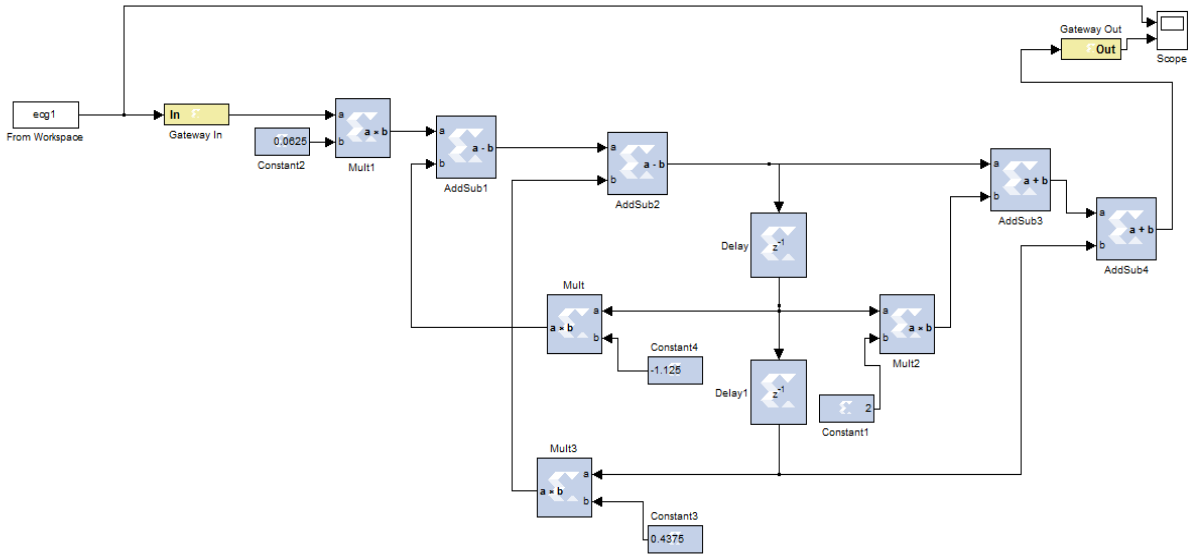 Gateway Out
Out
Scope
ecg1
From Workspace
In
Gateway In
0.0625
Constant2
a
b
a × b
Mult1
a
b
a - b
AddSub1
a
b
a - b
AddSub2
a
b
a + b
AddSub3
a
b
a + b
AddSub4
Delay
z-1
Mult
a
b
a × b
Constant4
-1.125
a
b
a × b
Mult2
Delay1
z-1
2
Constant1
Mult3
a
b
a × b
Constant3
0.4375